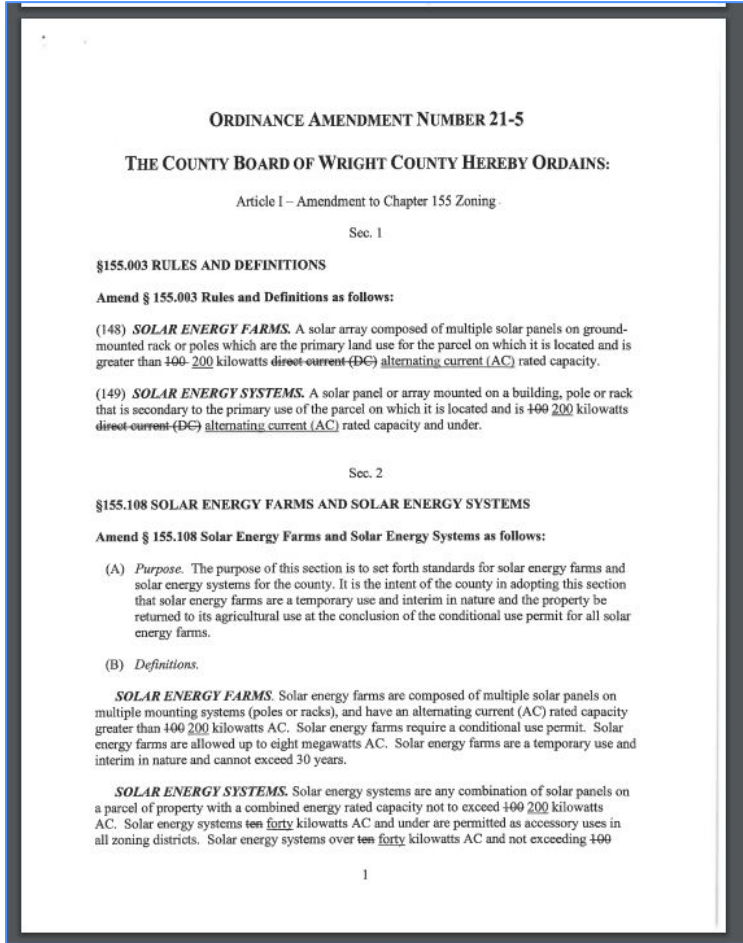 ORDINANCE AMENDMENT NUMBER 21-5
THE COUNTY BOARD OF WRIGHT COUNTY HEREBY ORDAINS:
Article I – Amendment to Chapter 155 Zoning
Sec. 1
§155.003 RULES AND DEFINITIONS
Amend § 155.003 Rules and Definitions as follows:
(148) SOLAR ENERGY FARMS. A solar array composed of multiple solar panels on ground-
mounted rack or poles which are the primary land use for the parcel on which it is located and is
greater than 100 200 kilowatts direct current (DC) alternating current (AC) rated capacity.
(149) SOLAR ENERGY SYSTEMS. A solar panel or array mounted on a building, pole or rack
that is secondary to the primary use of the parcel on which it is located and is 100 200 kilowatts
direct current (DC) alternating current (AC) rated capacity and under.
Sec. 2
§155.108 SOLAR ENERGY FARMS AND SOLAR ENERGY SYSTEMS
Amend § 155.108 Solar Energy Farms and Solar Energy Systems as follows:
(A) Purpose. The purpose of this section is to set forth standards for solar energy farms and
solar energy systems for the county. It is the intent of the county in adopting this section
that solar energy farms are a temporary use and interim in nature and the property be
returned to its agricultural use at the conclusion of the conditional use permit for all solar
energy farms.
(B) Definitions.
SOLAR ENERGY FARMS. Solar energy farms are composed of multiple solar panels on
multiple mounting systems (poles or racks), and have an alternating current (AC) rated capacity
greater than 100 200 kilowatts AC. Solar energy farms require a conditional use permit. Solar
energy farms are allowed up to eight megawatts AC. Solar energy farms are a temporary use and
interim in nature and cannot exceed 30 years.
SOLAR ENERGY SYSTEMS. Solar energy systems are any combination of solar panels on
a parcel of property with a combined energy rated capacity not to exceed 100 200 kilowatts
AC. Solar energy systems ten forty kilowatts AC and under are permitted as accessory uses in
all zoning districts. Solar energy systems over ten forty kilowatts AC and not exceeding 100
1